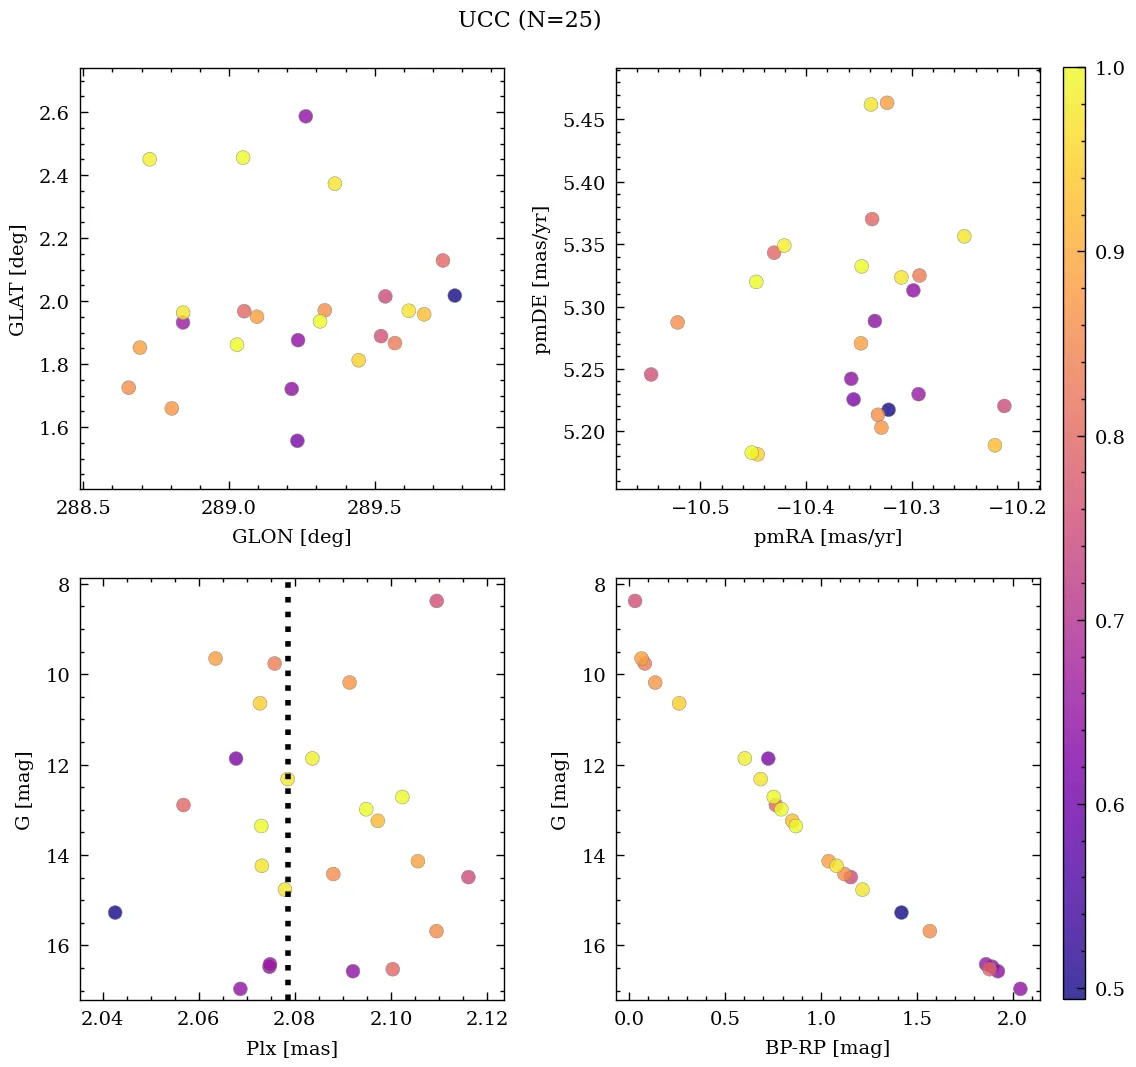 UCC (N=25)
GLAT [deg]
2.6
2.4
2.2
2.0
1.8
1.6
288.5 289.0 289.5
GLON [deg]
pmDE [mas/yr]
5.45
5.40
5.35
5.30
5.25
5.20
−10.5 −10.4 −10.3 −10.2
pmRA [mas/yr]
G [mag]
8
10
12
14
16
2.04 2.06 2.08 2.10 2.12
Plx [mas]
G [mag]
8
10
12
14
16
0.0 0.5 1.0 1.5 2.0
BP-RP [mag]
1.0
0.9
0.8
0.7
0.6
0.5